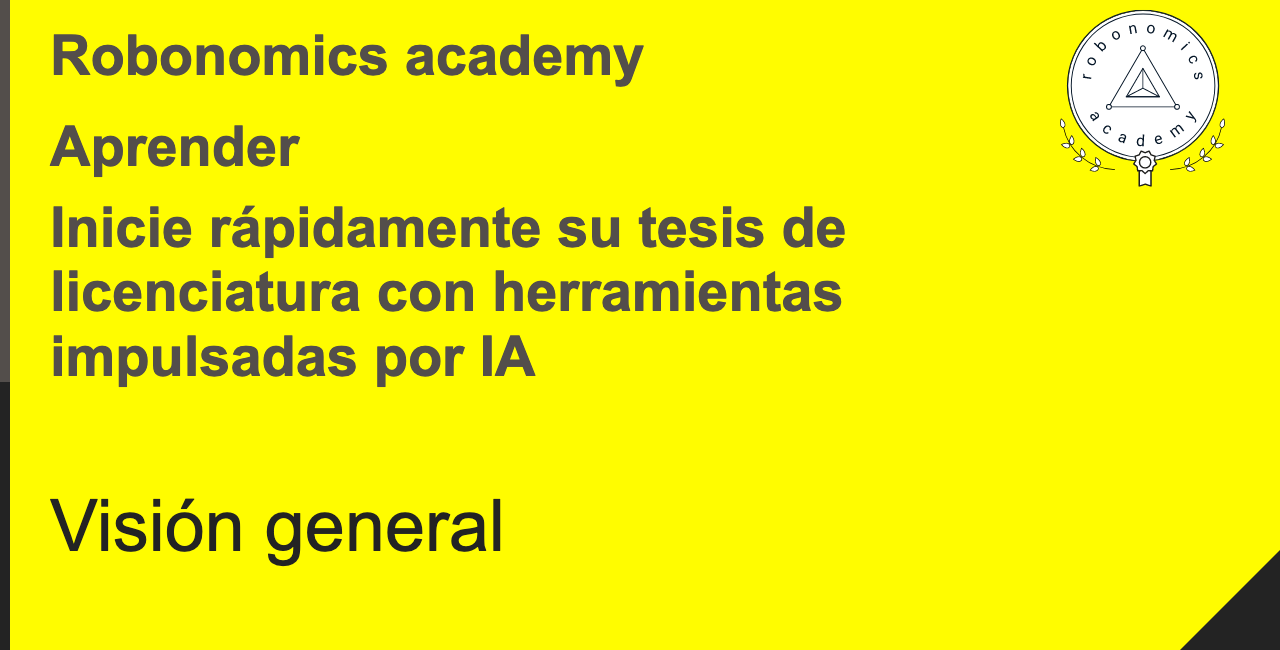 Robonomics academy
Aprender
Inicie rápidamente su tesis de
licenciatura con herramientas
impulsadas por IA
Visión general
robonomics
academy